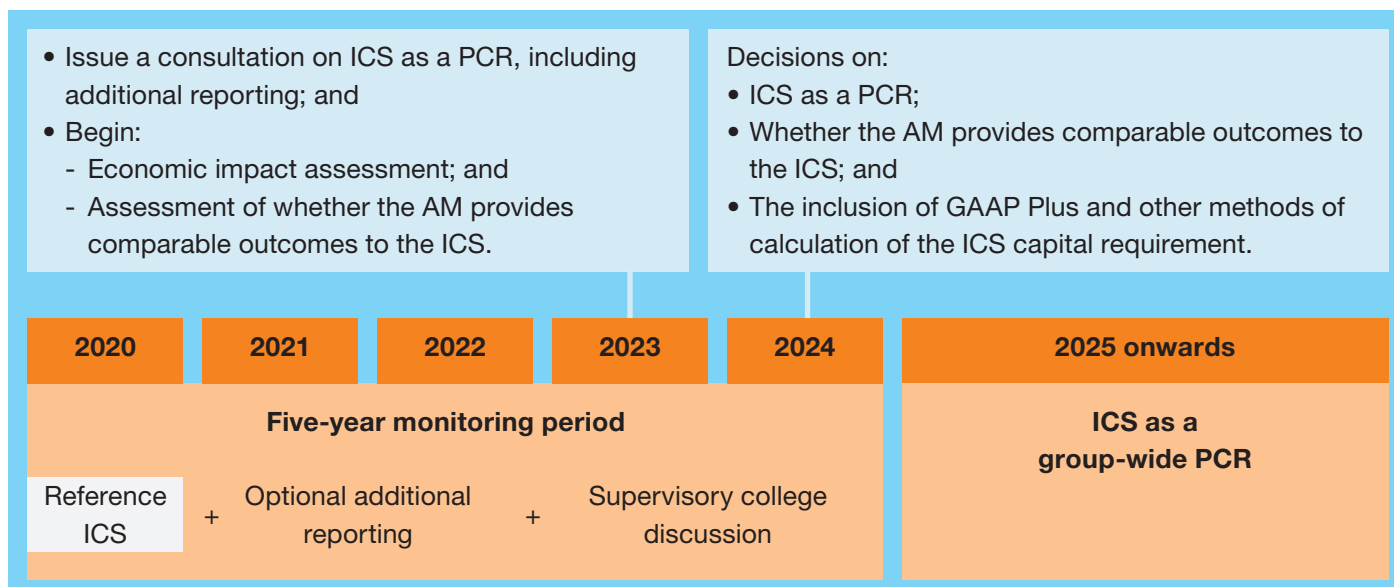 • Issue a consultation on ICS as a PCR, including
additional reporting; and
• Begin:
- Economic impact assessment; and
- Assessment of whether the AM provides
comparable outcomes to the ICS.
Decisions on:
• ICS as a PCR;
• Whether the AM provides comparable outcomes to
the ICS; and
• The inclusion of GAAP Plus and other methods of
calculation of the ICS capital requirement.
2020
2021
2022
2023
2024
2025 onwards
Five-year monitoring period
Reference
ICS
+
Optional additional
reporting
+
Supervisory college
discussion
ICS as a
group-wide PCR